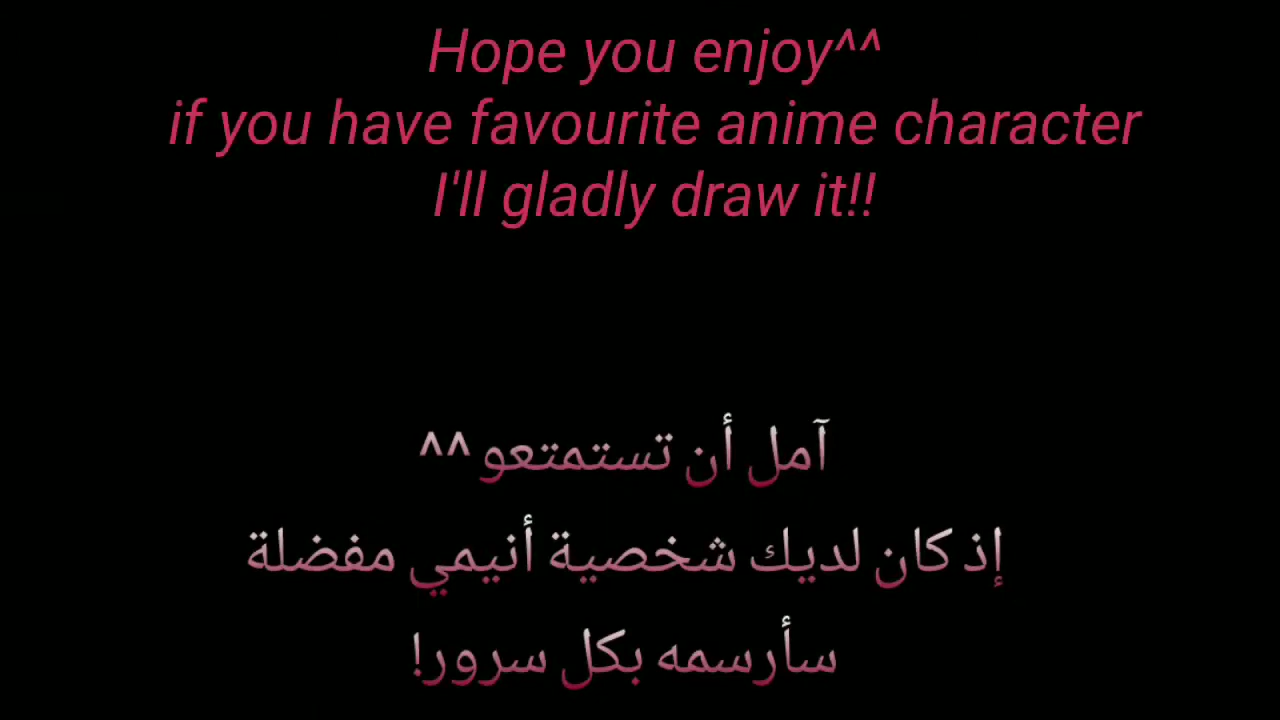 Hope you enjoy^^
if you have favourite anime character
I'll gladly draw it!!
آمل أن تستمتعو ^^
إذ كان لديك شخصية أنيمي مفضلة
سأرسمه بكل سرور!